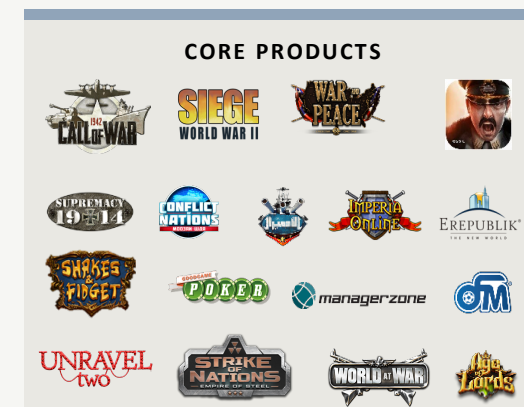 CORE PRODUCTS
1942
CALL OF WAR
SIEGE
WORLD WAR II
WAR AND
PEACE
SUPREMACY
1914
CONFLICT
NATIONS
MODERN WAR
IMPERIA
ONLINE
EREPUBLIK
THE NEW WORLD
SHAKES
&
FIDGET
GOODGAME
POKER
managerzone
OFM
UNRAVEL
two
STRIKE
OF
NATIONS
EMPIRE OF STEEL
WORLD AT WAR
Age
of
Lords